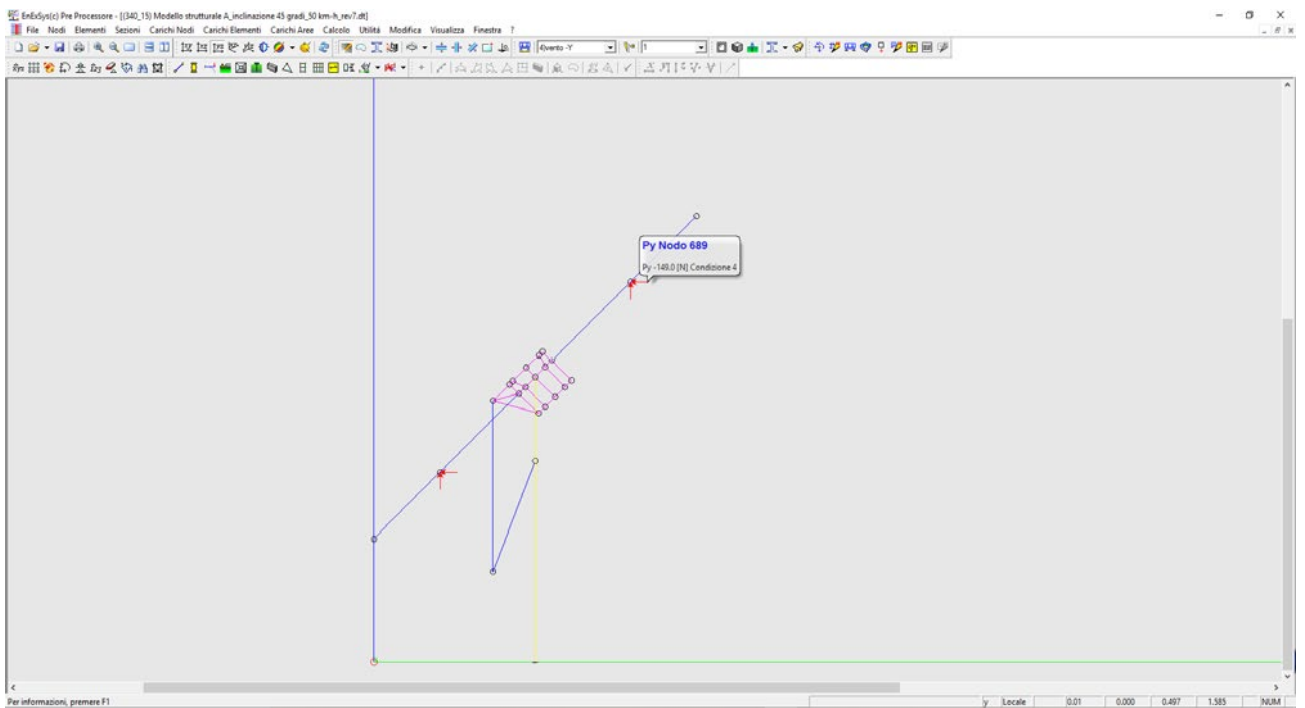 EnExSys(c) Pre Processore - [(340_15) Modello strutturale A_inclinazione 45 gradi_50 km-h_rev7.dt]
File Nodi Elementi Sezioni Carichi Nodi Carichi Elementi Carichi Aree Calcolo Utilità Modifica Visualizza Finestra ?
4)vento -Y 1
Py Nodo 689
Py -149.0 [N] Condizione 4
Per informazioni, premere F1 y Locale 0.01 0.000 0.497 1.585 NUM